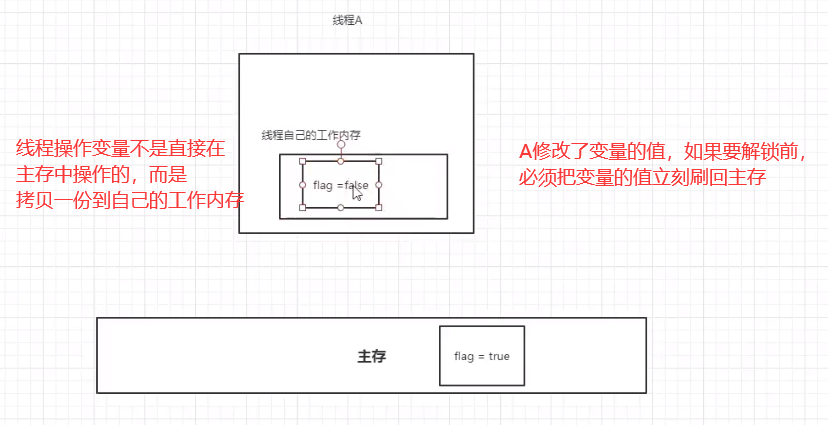 线程A
线程自己的工作内存
flag =false
线程操作变量不是直接在
主存中操作的，而是
拷贝一份到自己的工作内存
A修改了变量的值，如果要解锁前，
必须把变量的值立刻刷回主存
主存
flag = true